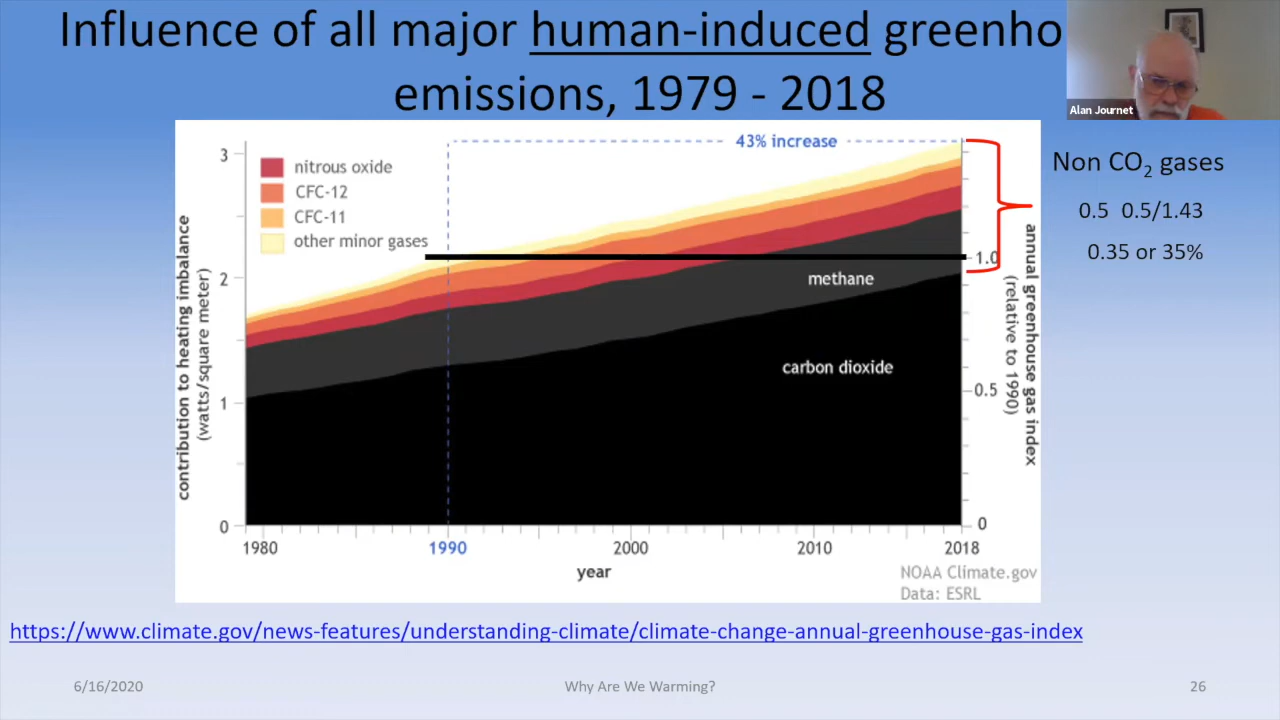 Influence of all major human-induced greenho
emissions, 1979 - 2018
Alan Journet
43% increase
3
nitrous oxide
CFC-12
CFC-11
other minor gases
2
1
0
contribution to heating imbalance
(watts/square meter)
methane
carbon dioxide
1.0
0.5
0
annual greenhouse gas index
(relative to 1990)
1980
1990
2000
2010
2018
year
NOAA Climate.gov
Data: ESRL
Non CO₂ gases
0.5 0.5/1.43
0.35 or 35%
https://www.climate.gov/news-features/understanding-climate/climate-change-annual-greenhouse-gas-index
6/16/2020
Why Are We Warming?
26